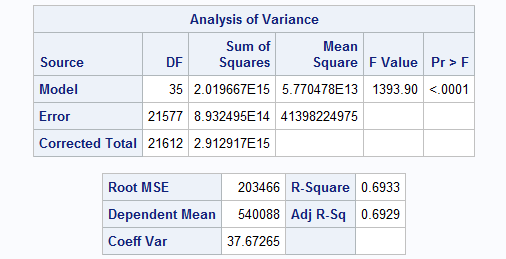 Analysis of Variance
Source DF Sum of Squares Mean Square F Value Pr > F
Model 35 2.019667E15 5.770478E13 1393.90 <.0001
Error 21577 8.932495E14 41398224975
Corrected Total 21612 2.912917E15
Root MSE 203466 R-Square 0.6933
Dependent Mean 540088 Adj R-Sq 0.6929
Coeff Var 37.67265